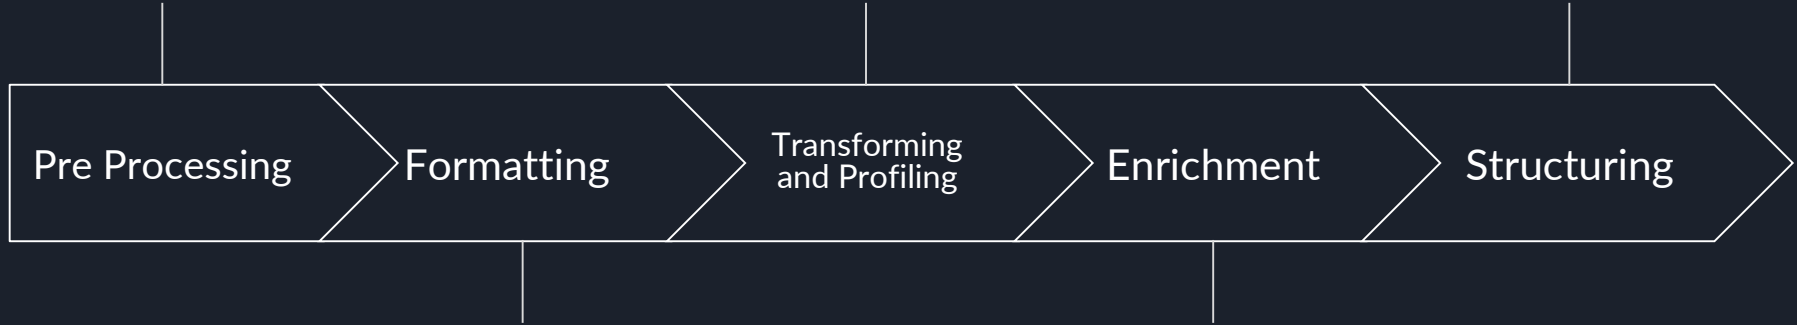 Pre Processing
Formatting
Transforming
and Profiling
Enrichment
Structuring